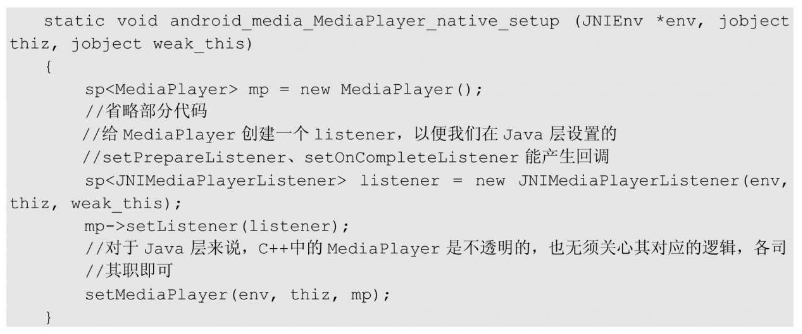 static void android_media_MediaPlayer_native_setup (JNIEnv *env, jobject
thiz, jobject weak_this)
{
sp<MediaPlayer> mp = new MediaPlayer();
//省略部分代码
//给 MediaPlayer 创建一个 listener，以便我们在 Java 层设置的
//setPrepareListener、setOnCompleteListener 能产生回调
sp<JNIMediaPlayerListener> listener = new JNIMediaPlayerListener(env,
thiz, weak_this);
mp->setListener(listener);
//对于 Java 层来说，C++中的 MediaPlayer 是不透明的，也无须关心其对应的逻辑，各司
//其职即可
setMediaPlayer(env, thiz, mp);
}